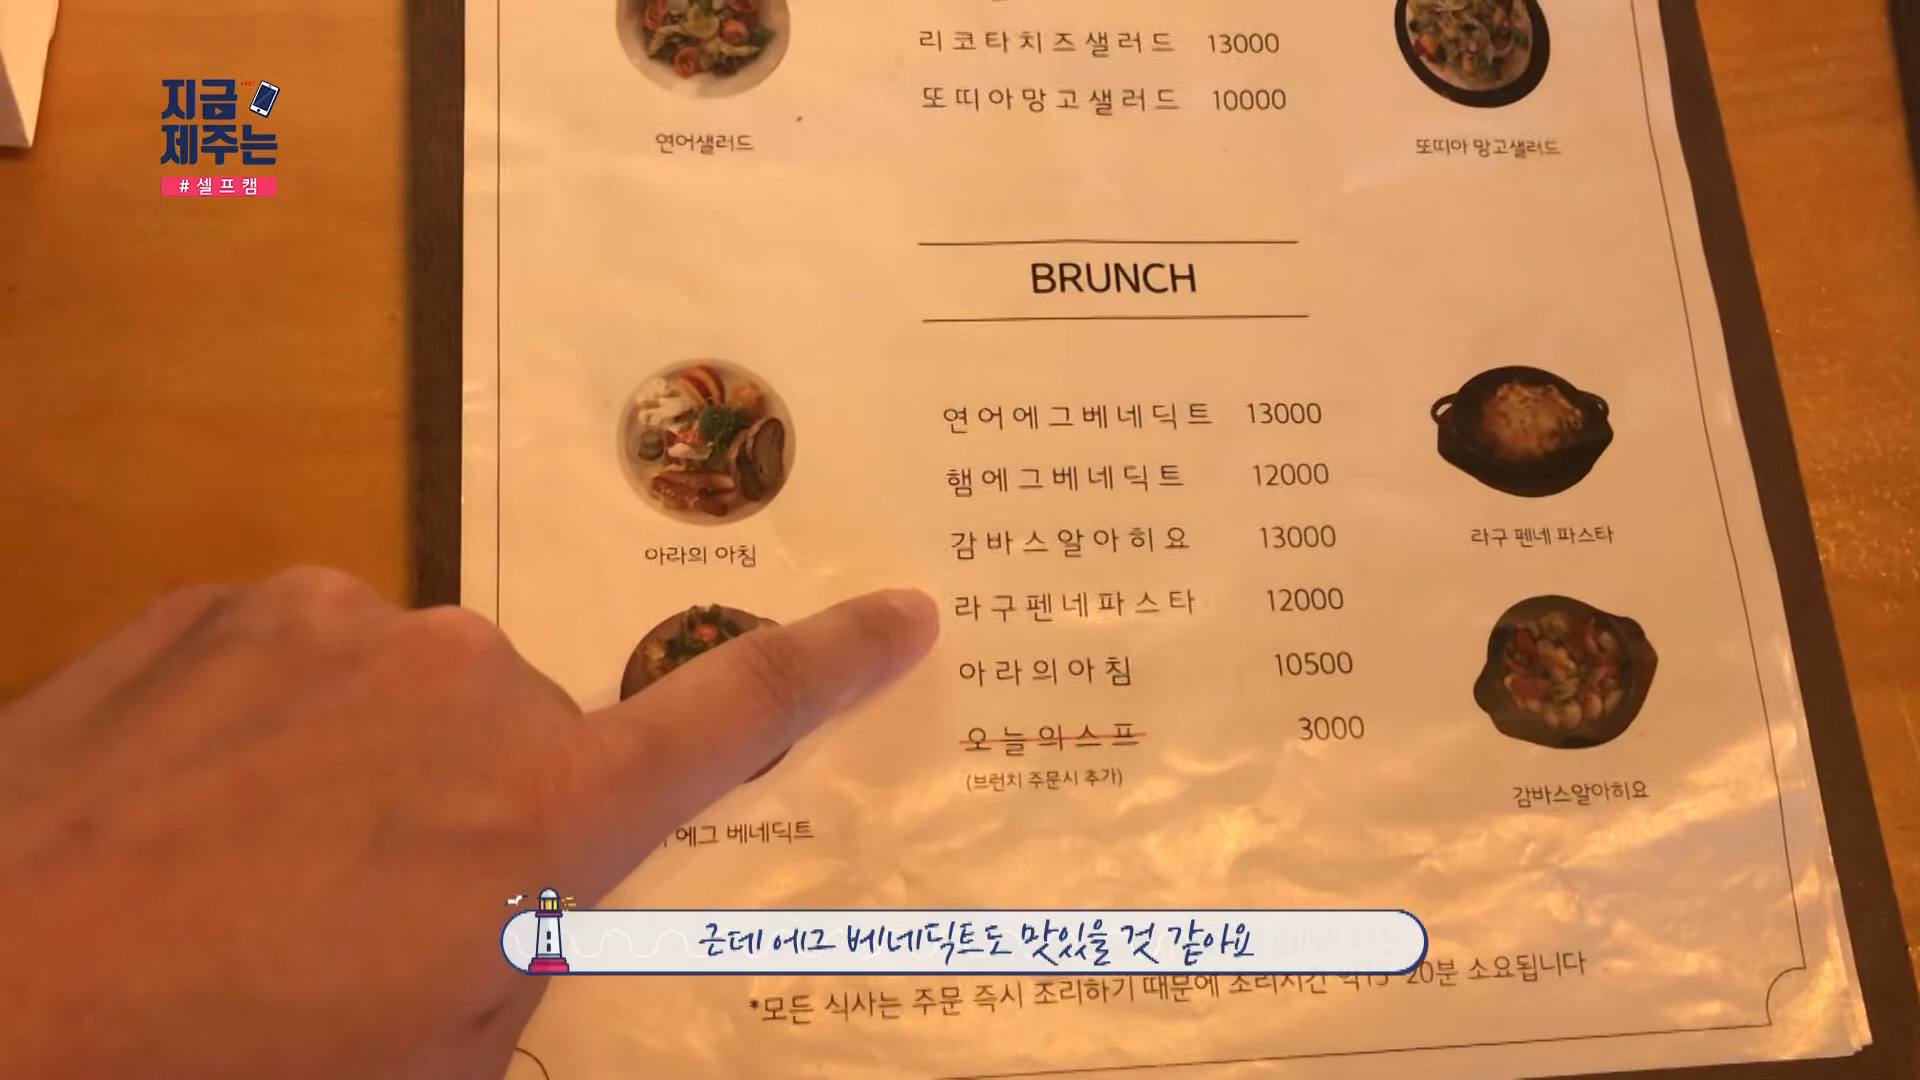 지금
제주는
#셀프캠
리코타치즈샐러드 13000
또띠아망고샐러드 10000
연어샐러드
또띠아 망고샐러드
BRUNCH
연어에그베네딕트 13000
햄에그베네딕트 12000
감바스알아히요 13000
라구펜네파스타 12000
아라의아침 10500
오늘의스프 3000
(브런치 주문시 추가)
아라의 아침
에그 베네딕트
라구 펜네 파스타
감바스알아히요
근데 에그 베네딕트도 맛있을 것 같아요
*모든 식사는 주문 즉시 조리하기 때문에 조리시간 약15~20분 소요됩니다